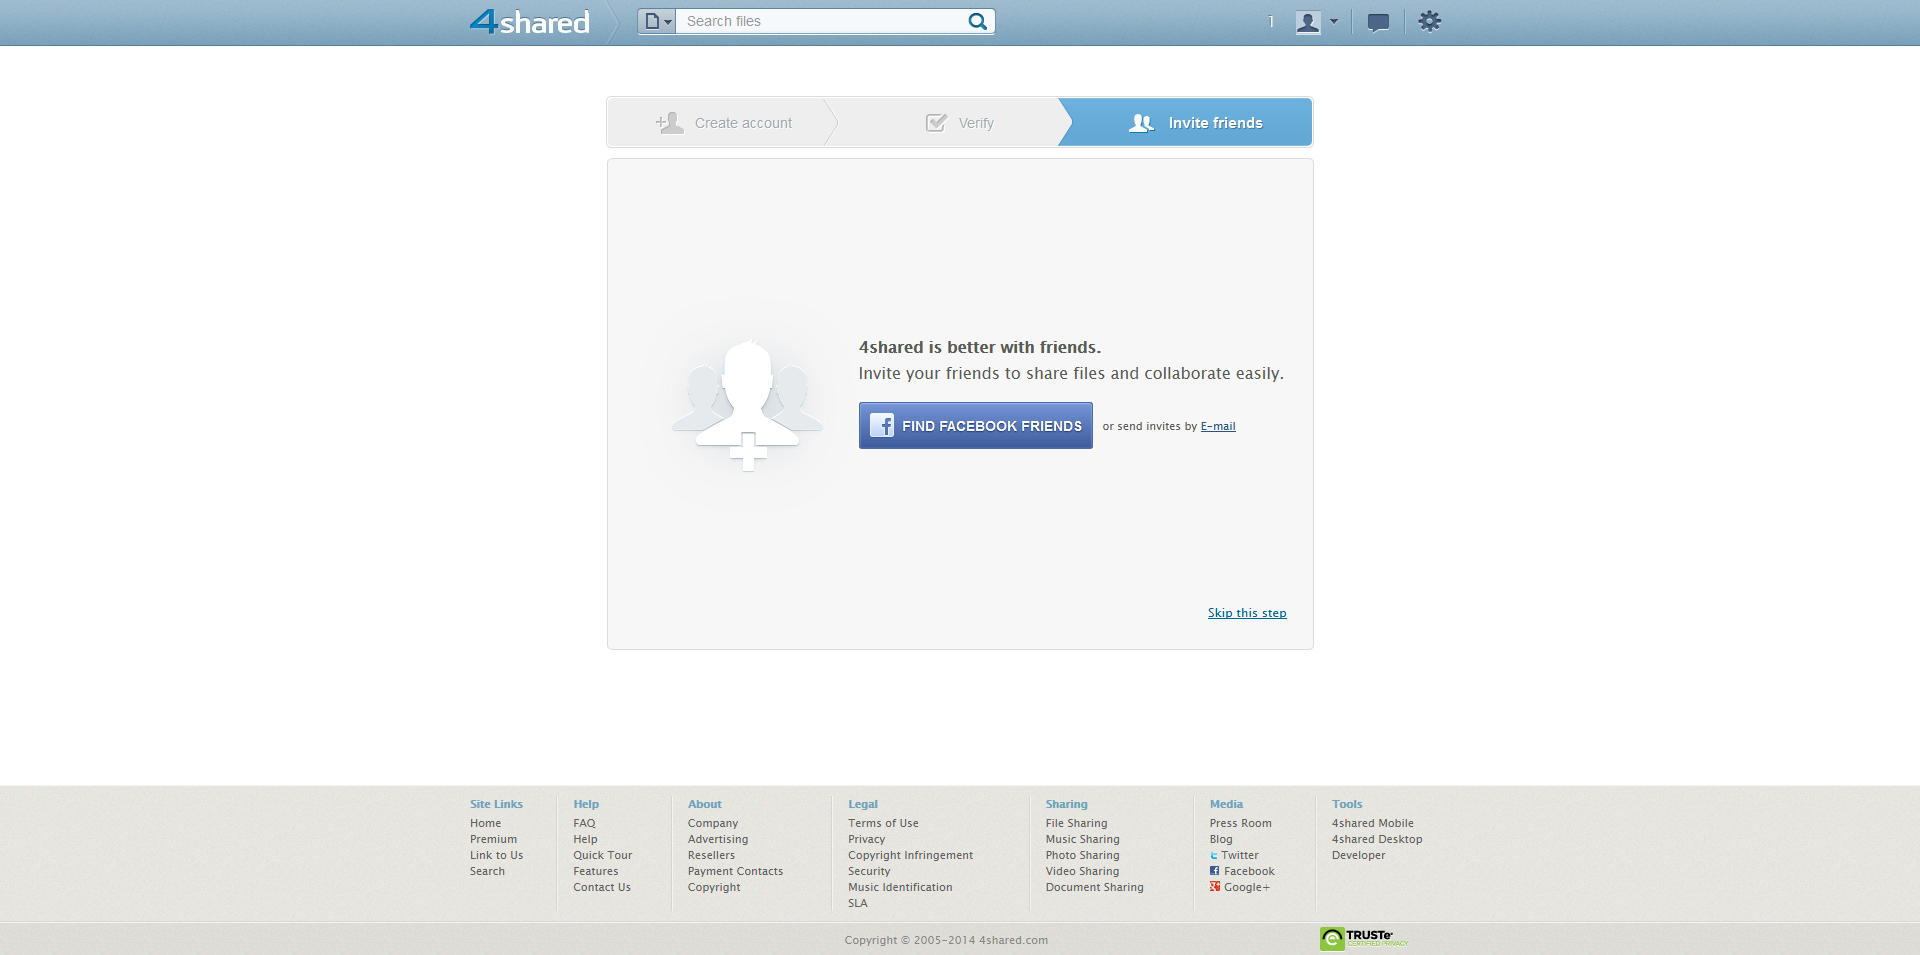 4shared
Search files
1
Create account
Verify
Invite friends
4shared is better with friends.
Invite your friends to share files and collaborate easily.
FIND FACEBOOK FRIENDS
or send invites by E-mail
Skip this step
Site Links
Home
Premium
Link to Us
Search
Help
FAQ
Help
Quick Tour
Features
Contact Us
About
Company
Advertising
Resellers
Payment Contacts
Copyright
Legal
Terms of Use
Privacy
Copyright Infringement
Security
Music Identification
SLA
Sharing
File Sharing
Music Sharing
Photo Sharing
Video Sharing
Document Sharing
Media
Press Room
Blog
Twitter
Facebook
Google+
Tools
4shared Mobile
4shared Desktop
Developer
Copyright © 2005-2014 4shared.com
TRUSTe
CERTIFIED PRIVACY